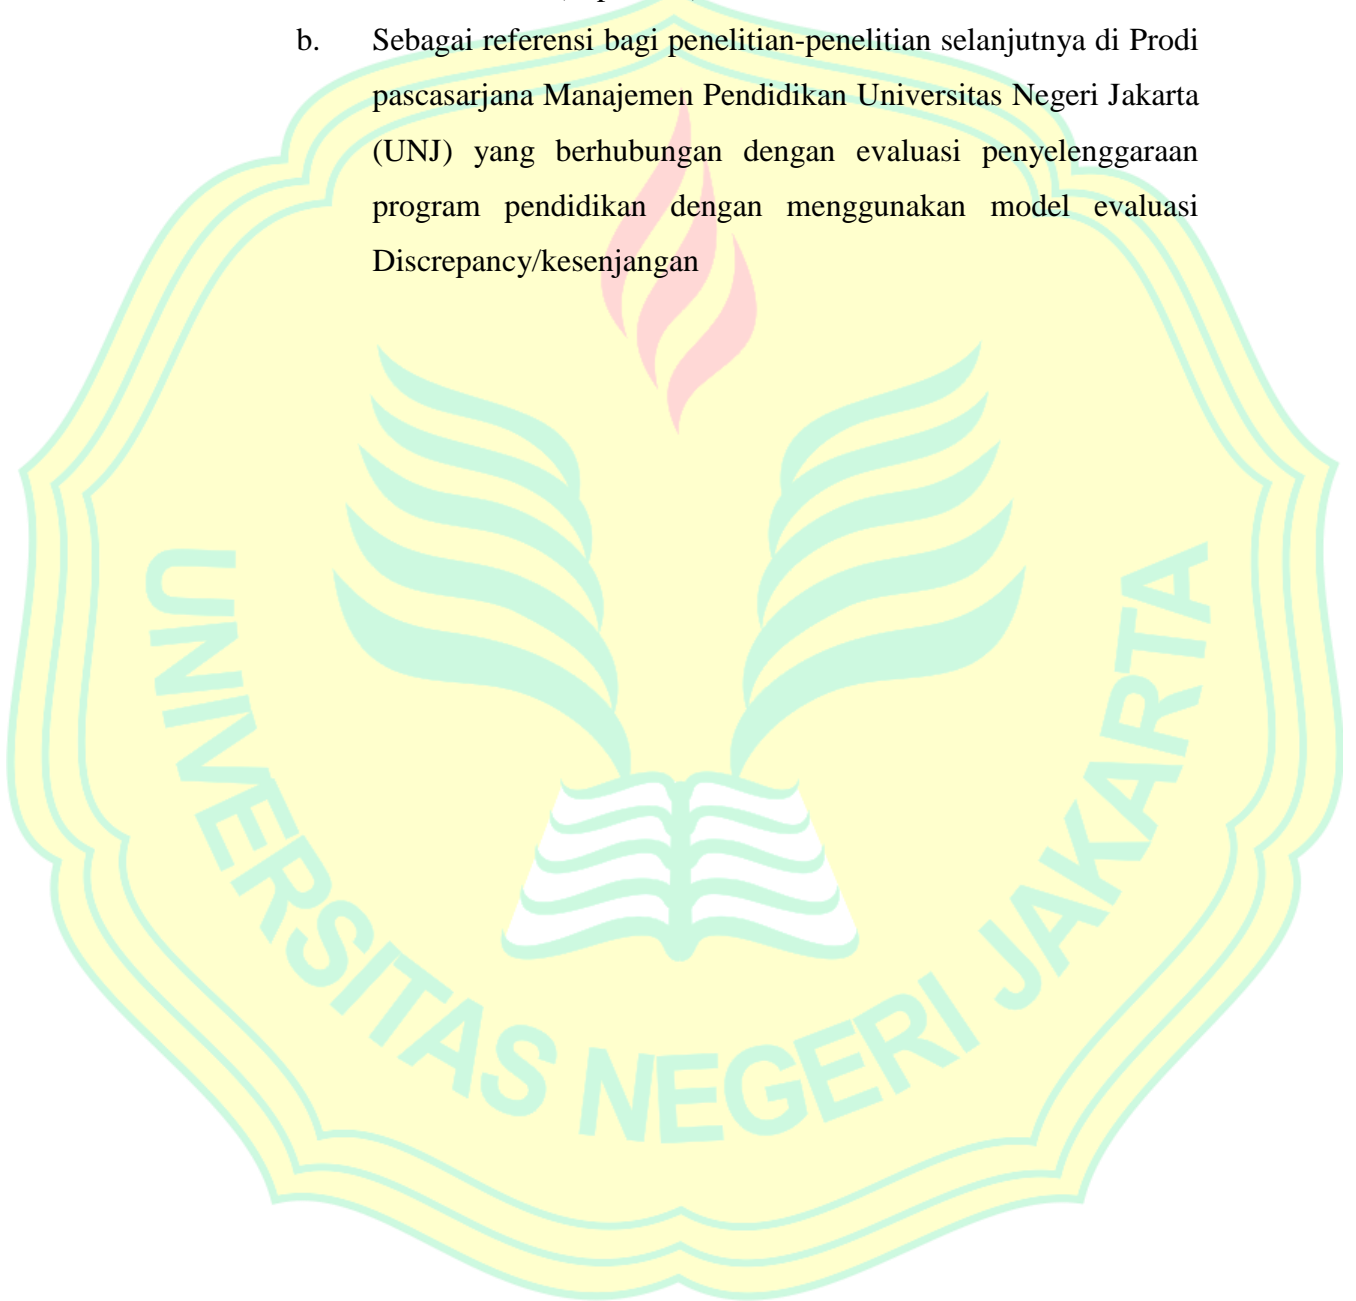 b. Sebagai referensi bagi penelitian-penelitian selanjutnya di Prodi
pascasarjana Manajemen Pendidikan Universitas Negeri Jakarta
(UNJ) yang berhubungan dengan evaluasi penyelenggaraan
program pendidikan dengan menggunakan model evaluasi
Discrepancy/kesenjangan
UNIVERSITAS NEGERI JAKARTA